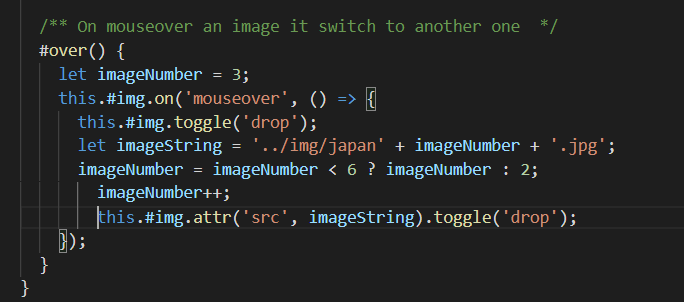 /** On mouseover an image it switch to another one  */
#over() {
let imageNumber = 3;
this.#img.on('mouseover', () => {
this.#img.toggle('drop');
let imageString = '../img/japan' + imageNumber + '.jpg';
imageNumber = imageNumber < 6 ? imageNumber : 2;
imageNumber++;
this.#img.attr('src', imageString).toggle('drop');
});
}
}